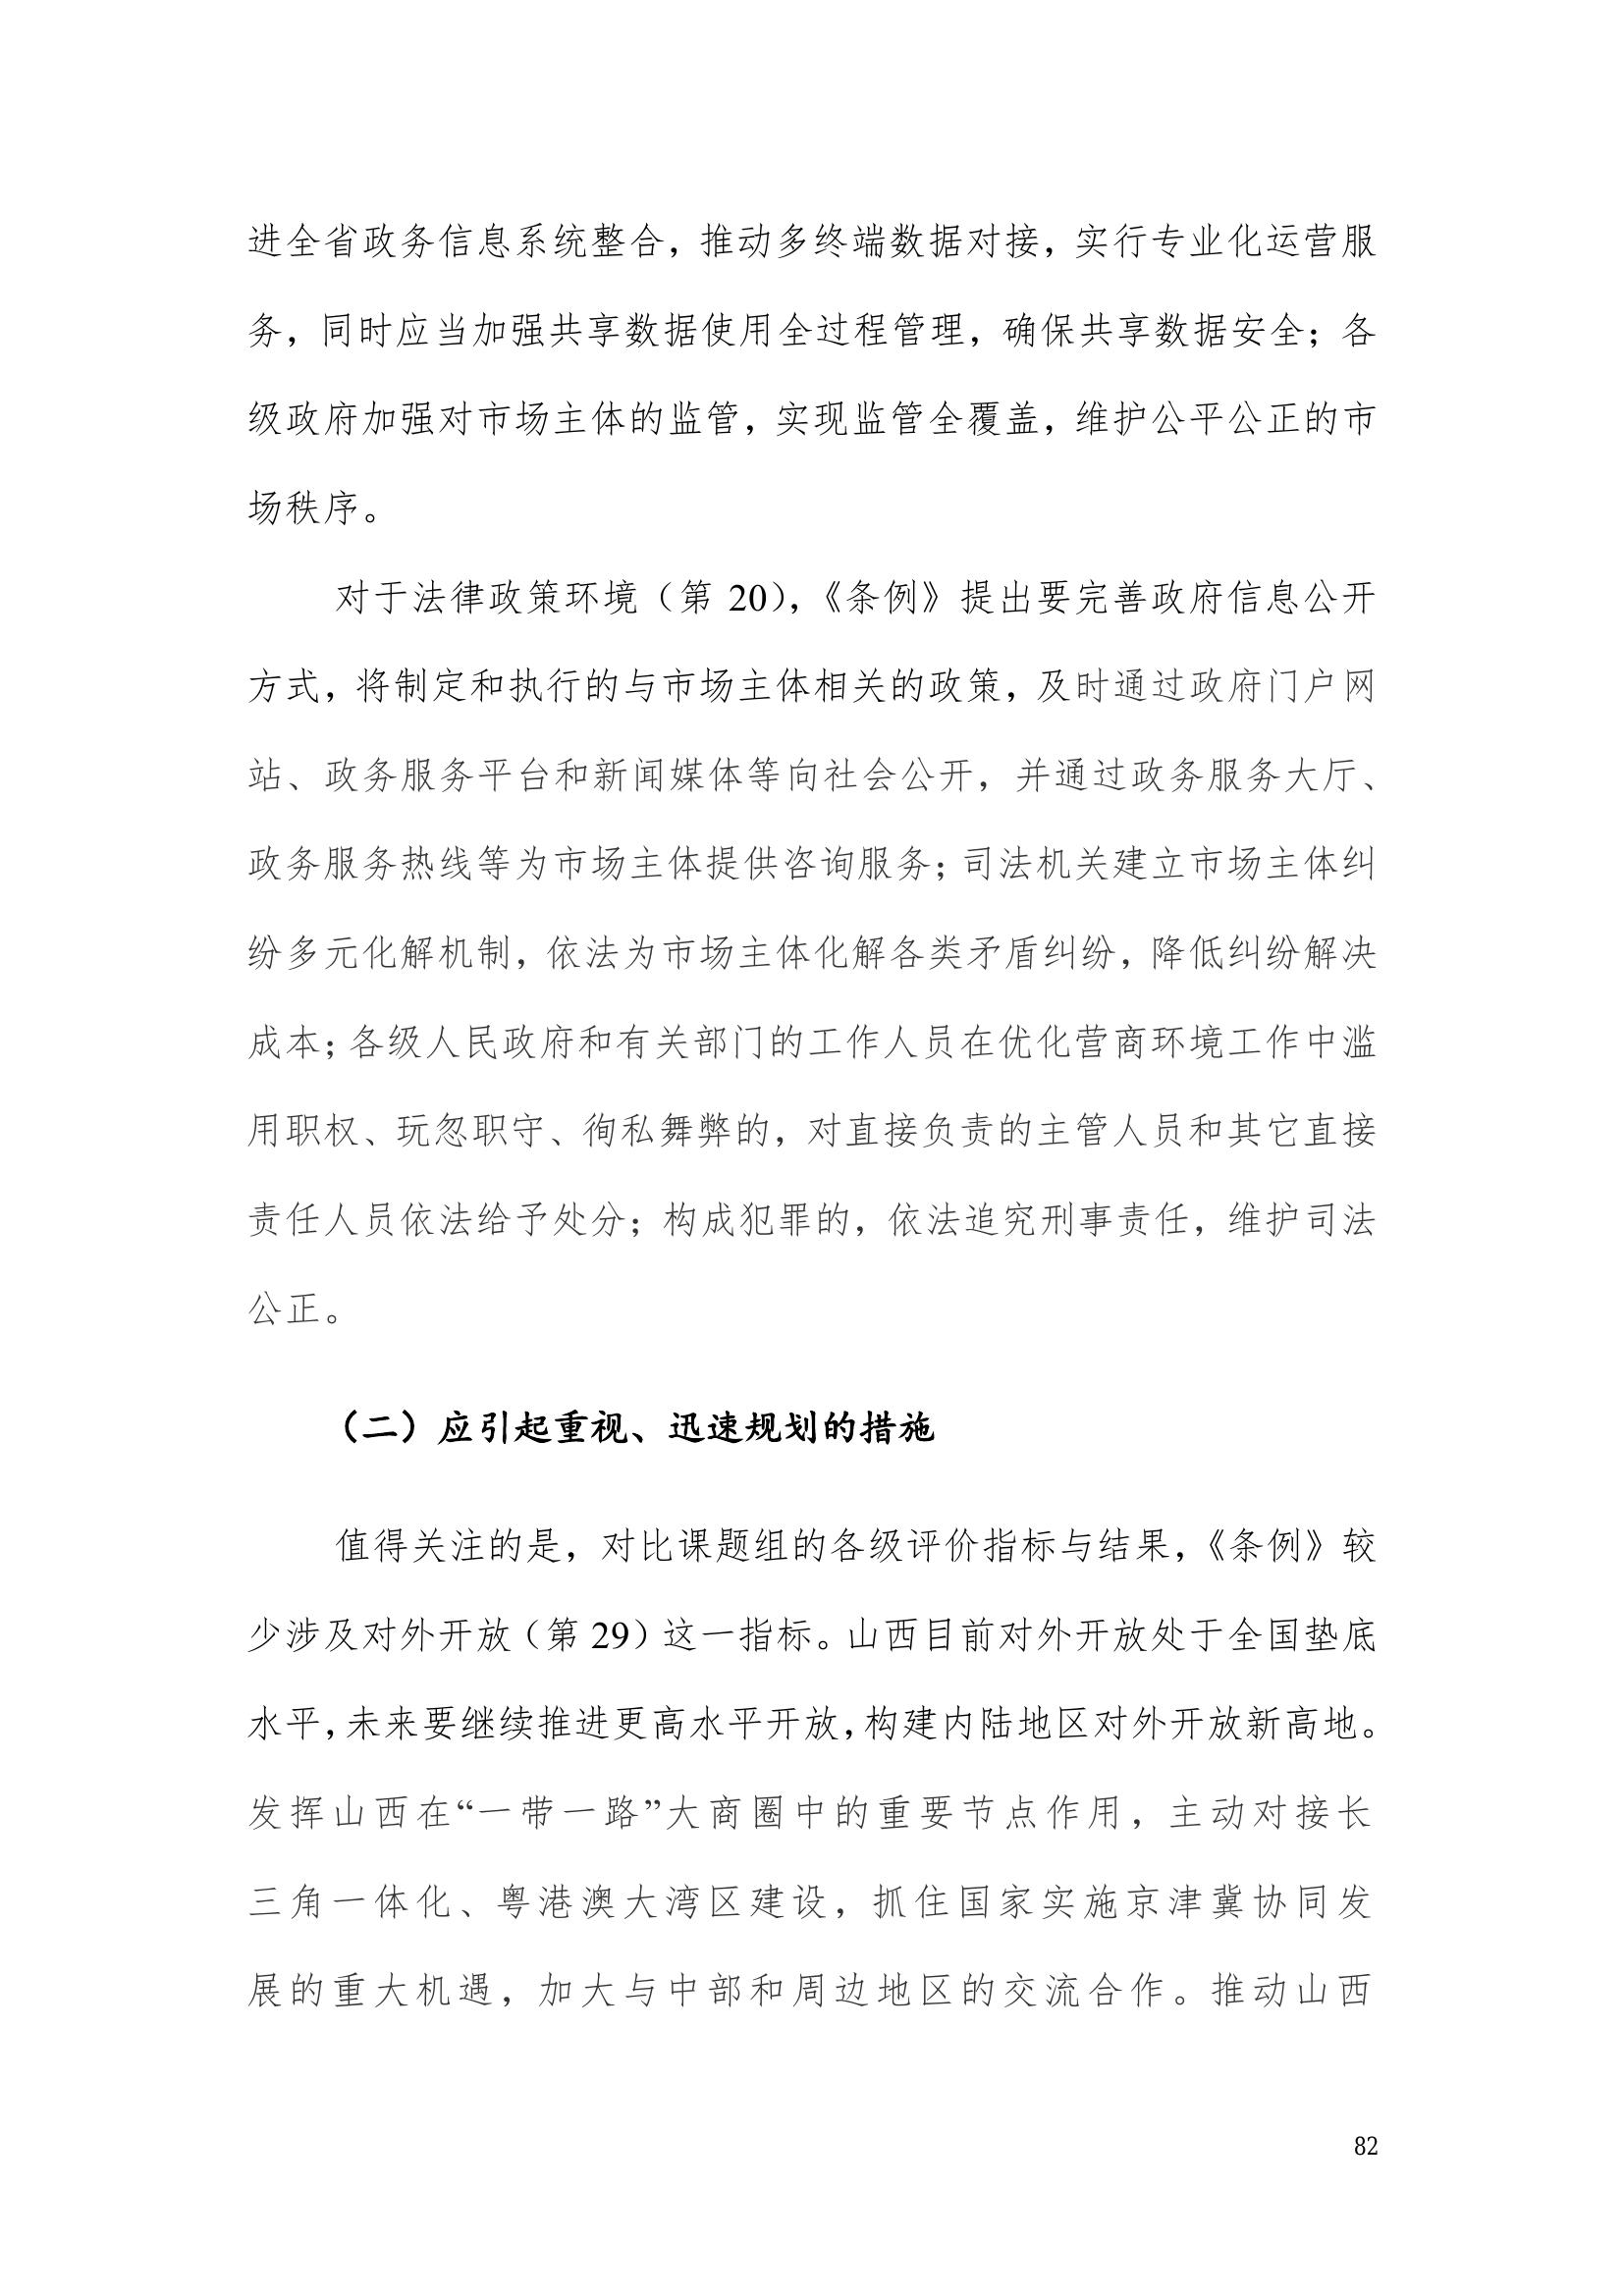 进全省政务信息系统整合，推动多终端数据对接，实行专业化运营服
务，同时应当加强共享数据使用全过程管理，确保共享数据安全；各
级政府加强对市场主体的监管，实现监管全覆盖，维护公平公正的市
场秩序。
对于法律政策环境（第 20），《条例》提出要完善政府信息公开
方式，将制定和执行的与市场主体相关的政策，及时通过政府门户网
站、政务服务平台和新闻媒体等向社会公开，并通过政务服务大厅、
政务服务热线等为市场主体提供咨询服务；司法机关建立市场主体纠
纷多元化解机制，依法为市场主体化解各类矛盾纠纷，降低纠纷解决
成本；各级人民政府和有关部门的工作人员在优化营商环境工作中滥
用职权、玩忽职守、徇私舞弊的，对直接负责的主管人员和其它直接
责任人员依法给予处分；构成犯罪的，依法追究刑事责任，维护司法
公正。
（二）应引起重视、迅速规划的措施
值得关注的是，对比课题组的各级评价指标与结果，《条例》较
少涉及对外开放（第 29）这一指标。山西目前对外开放处于全国垫底
水平，未来要继续推进更高水平开放，构建内陆地区对外开放新高地。
发挥山西在“一带一路”大商圈中的重要节点作用，主动对接长
三角一体化、粤港澳大湾区建设，抓住国家实施京津冀协同发
展的重大机遇，加大与中部和周边地区的交流合作。推动山西
82